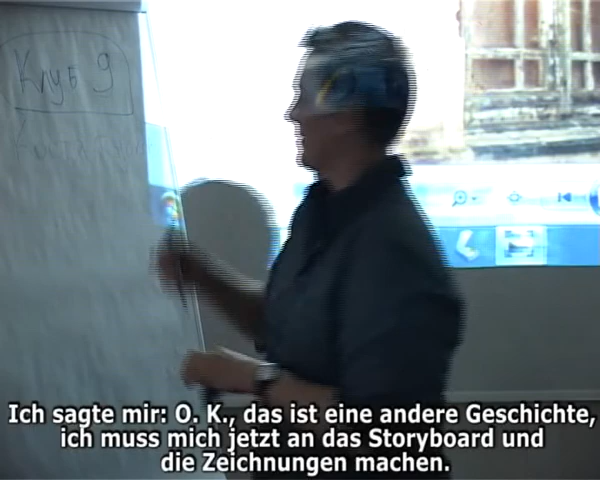 Клуб 9
Ich sagte mir: O. K., das ist eine andere Geschichte,
ich muss mich jetzt an das Storyboard und
die Zeichnungen machen.